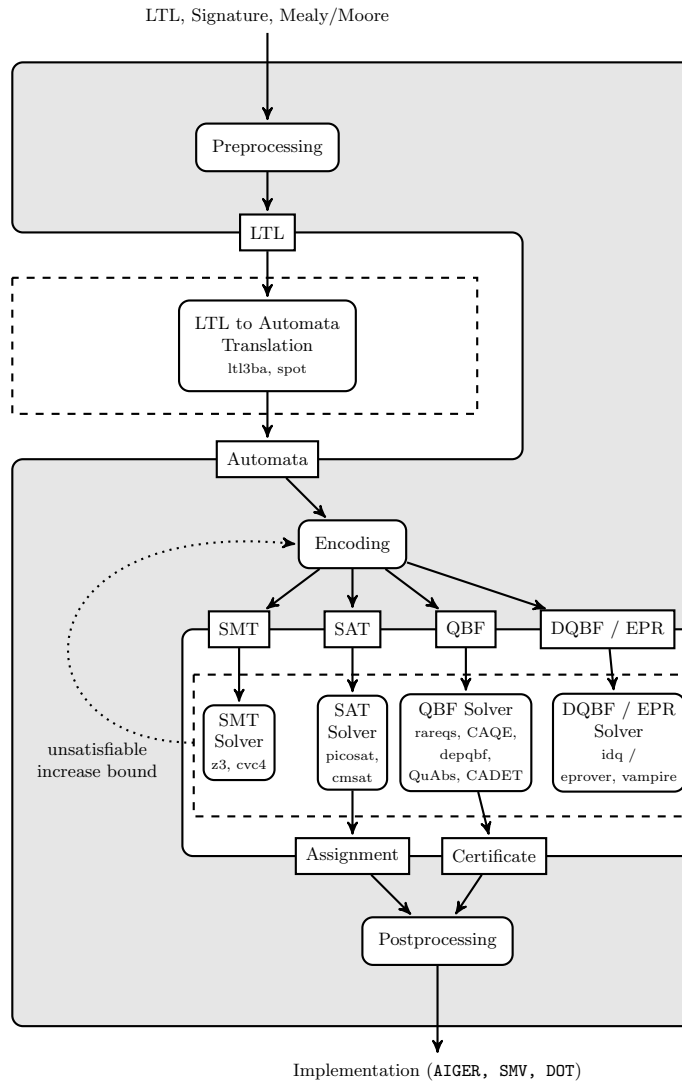 LTL, Signature, Mealy/Moore
Preprocessing
LTL
LTL to Automata
Translation
ltl3ba, spot
Automata
Encoding
SMT
SAT
QBF
DQBF / EPR
SMT
Solver
z3, cvc4
SAT
Solver
picosat,
cmsat
QBF Solver
rareqs, CAQE,
depqbf,
QuAbs, CADET
DQBF / EPR
Solver
idq /
eprover, vampire
unsatisfiable
increase bound
Assignment
Certificate
Postprocessing
Implementation (AIGER, SMV, DOT)